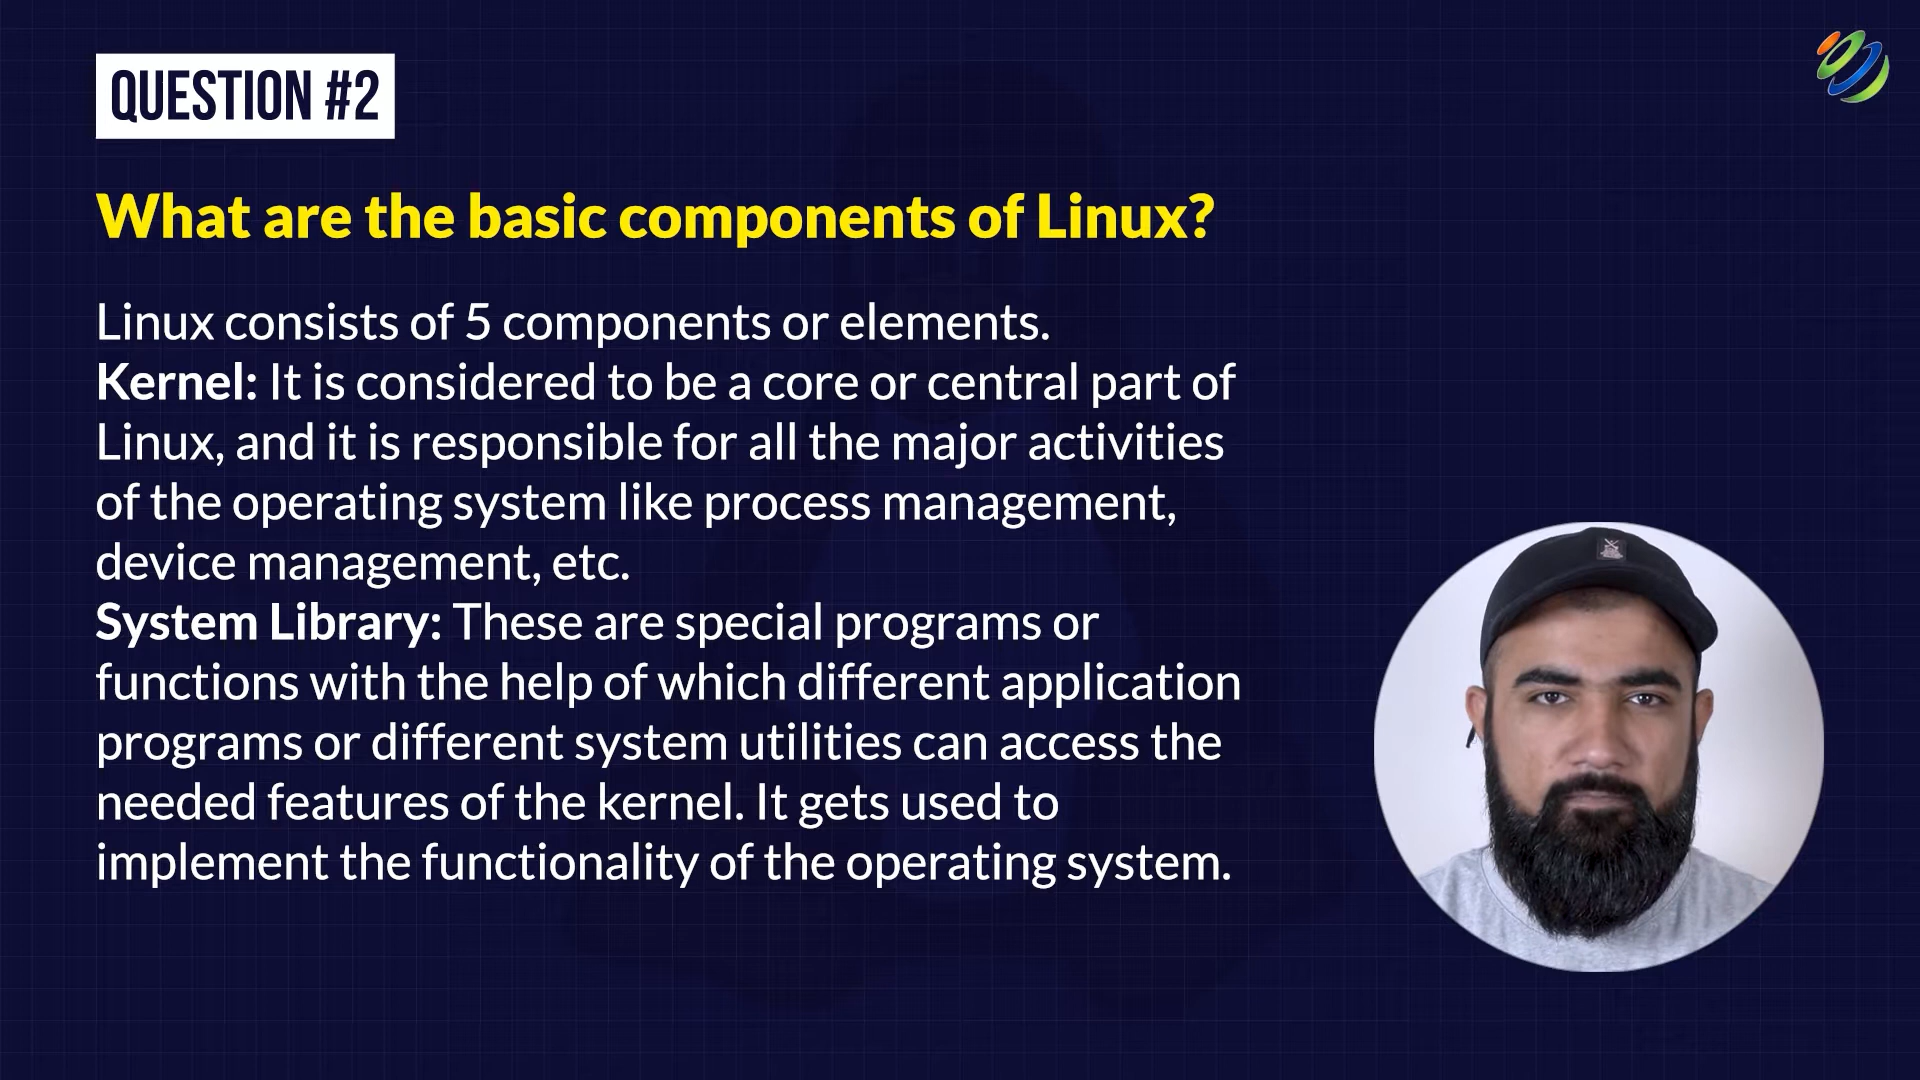 QUESTION #2
What are the basic components of Linux?
Linux consists of 5 components or elements.
Kernel: It is considered to be a core or central part of
Linux, and it is responsible for all the major activities
of the operating system like process management,
device management, etc.
System Library: These are special programs or
functions with the help of which different application
programs or different system utilities can access the
needed features of the kernel. It gets used to
implement the functionality of the operating system.